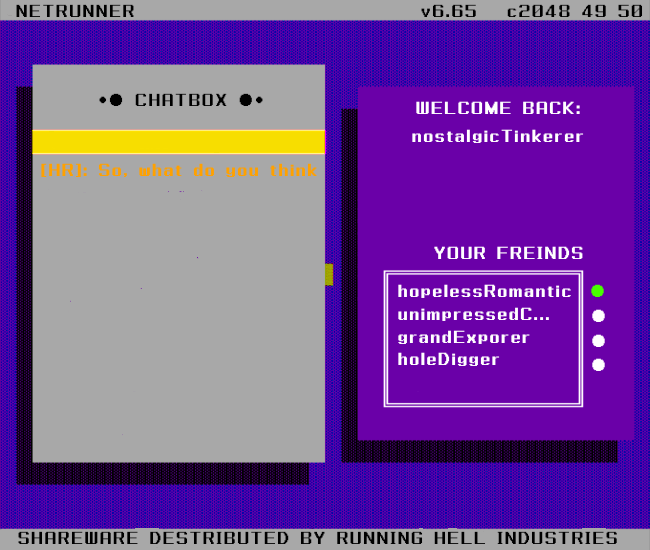 NETRUNNER v6.65 c2048 49 50
•● CHATBOX ●•
[HR]: So, what do you think
WELCOME BACK:
nostalgicTinkerer
YOUR FREINDS
hopelessRomantic
unimpressedC...
grandExporer
holeDigger
SHAREWARE DESTRIBUTED BY RUNNING HELL INDUSTRIES